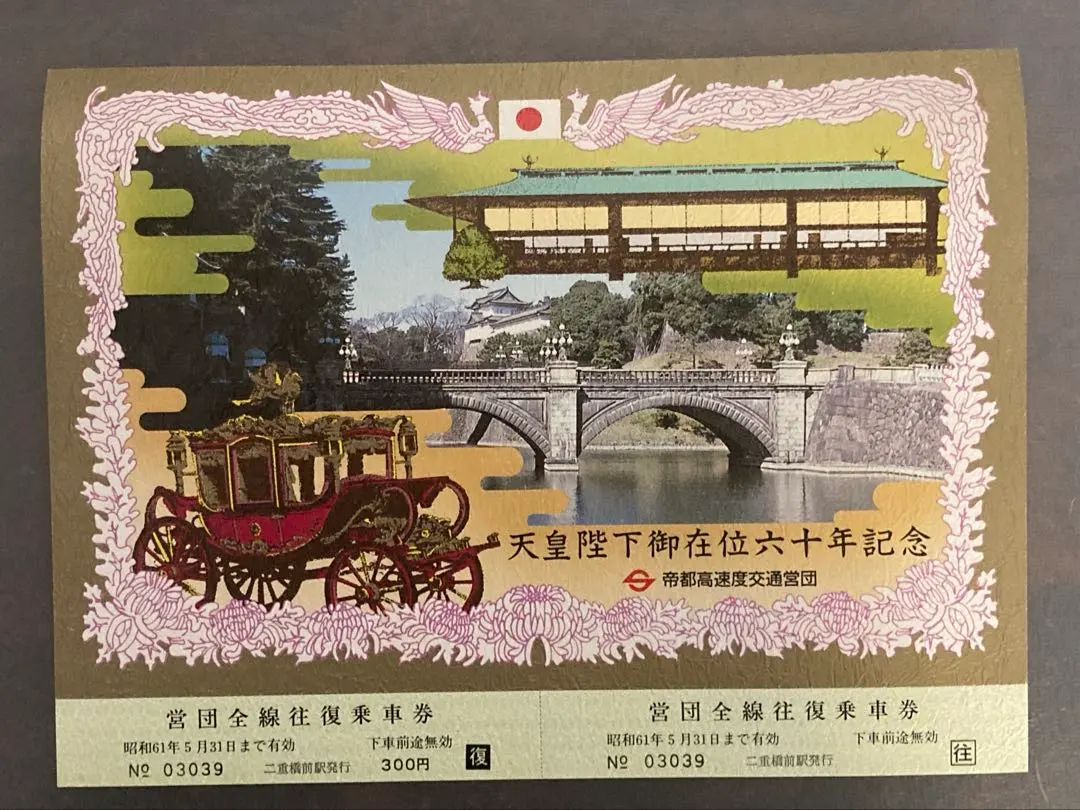 天皇陛下御在位六十年記念
帝都高速度交通営団
営団全線往復乗車券
昭和61年5月31日まで有効 下車前途無効
№ 03039 二重橋前駅発行 300円 復
営団全線往復乗車券
昭和61年5月31日まで有効 下車前途無効
№ 03039 二重橋前駅発行 往